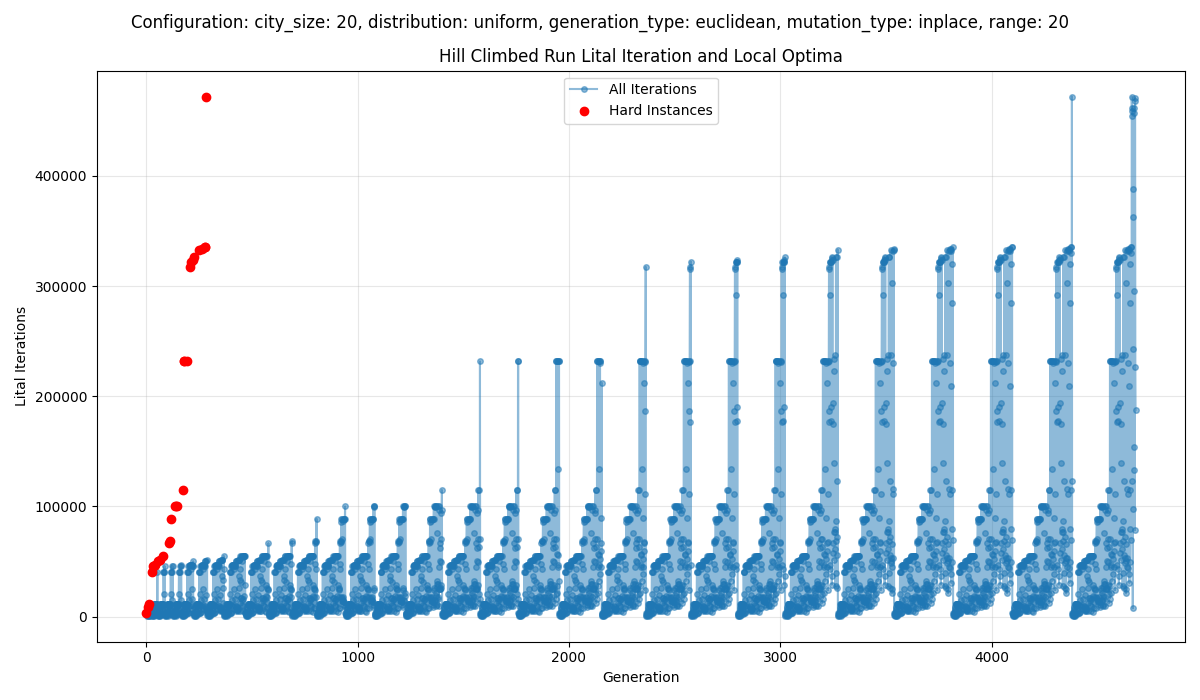 Configuration: city_size: 20, distribution: uniform, generation_type: euclidean, mutation_type: inplace, range: 20
Hill Climbed Run Lital Iteration and Local Optima
All Iterations
Hard Instances
400000
300000
200000
100000
0
Lital Iterations
0 1000 2000 3000 4000
Generation